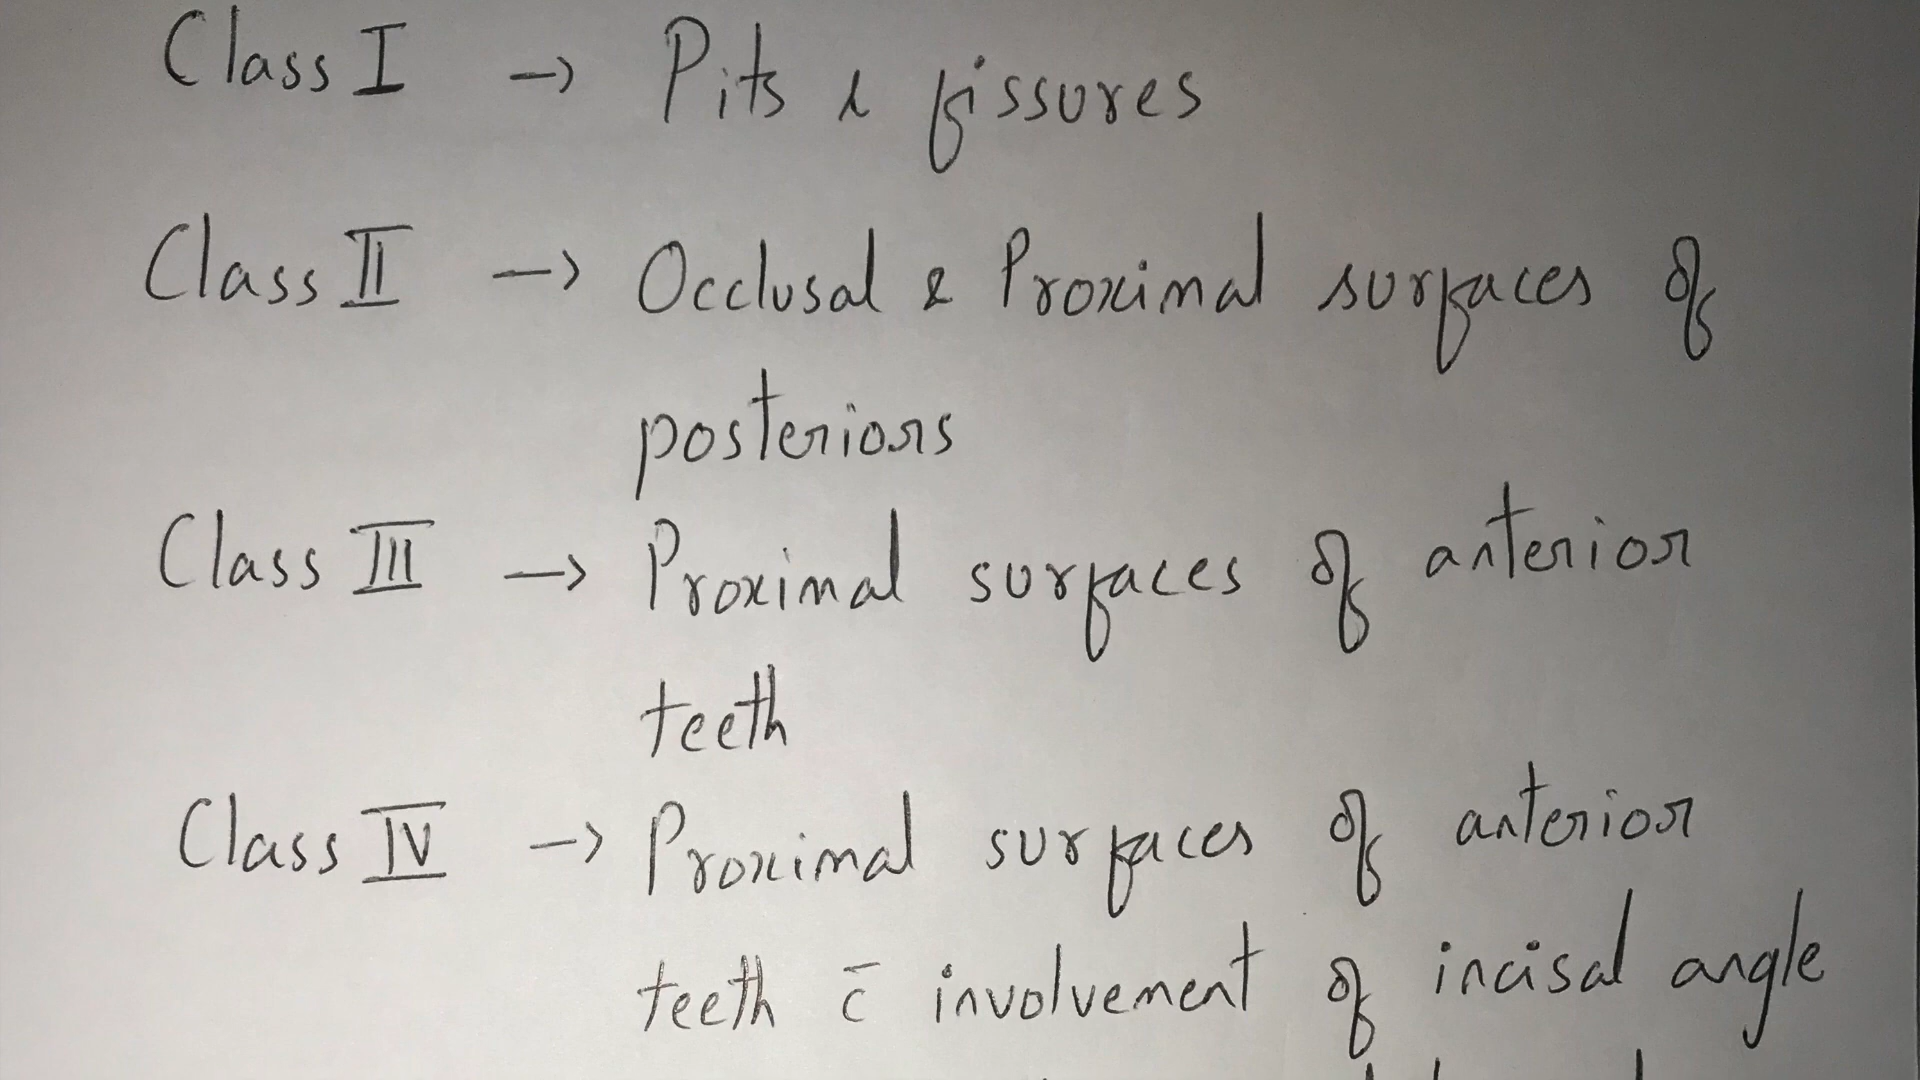 Class I → Pits & fissures
Class II → Occlusal & Proximal surfaces of
posteriors
Class III → Proximal surfaces of anterior
teeth
Class IV → Proximal surfaces of anterior
teeth c̄ involvement of incisal angle